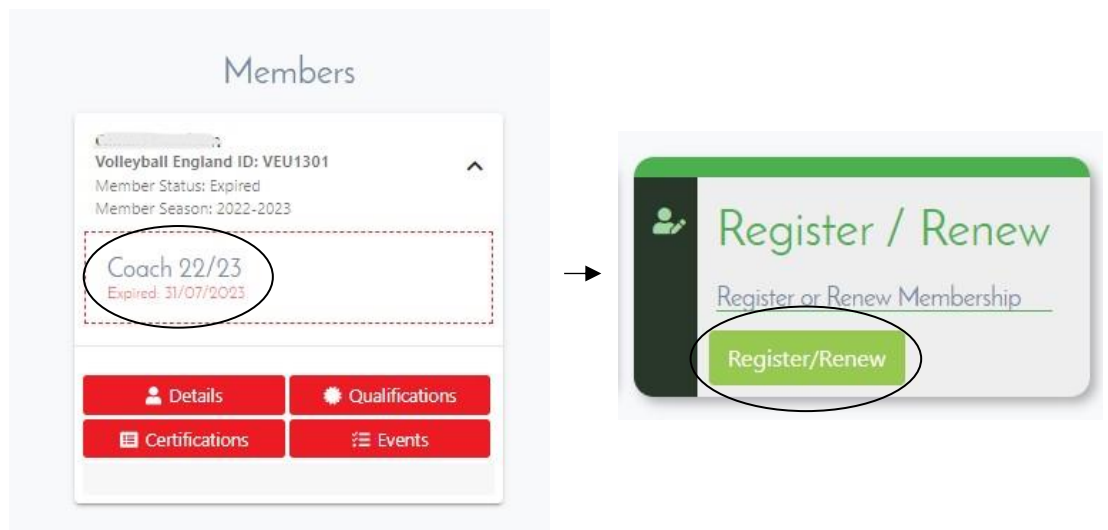 Members
Volleyball England ID: VEU1301
Member Status: Expired
Member Season: 2022-2023
Coach 22/23
Expired: 31/07/2023
Details
Qualifications
Certifications
Events
Register / Renew
Register or Renew Membership
Register/Renew